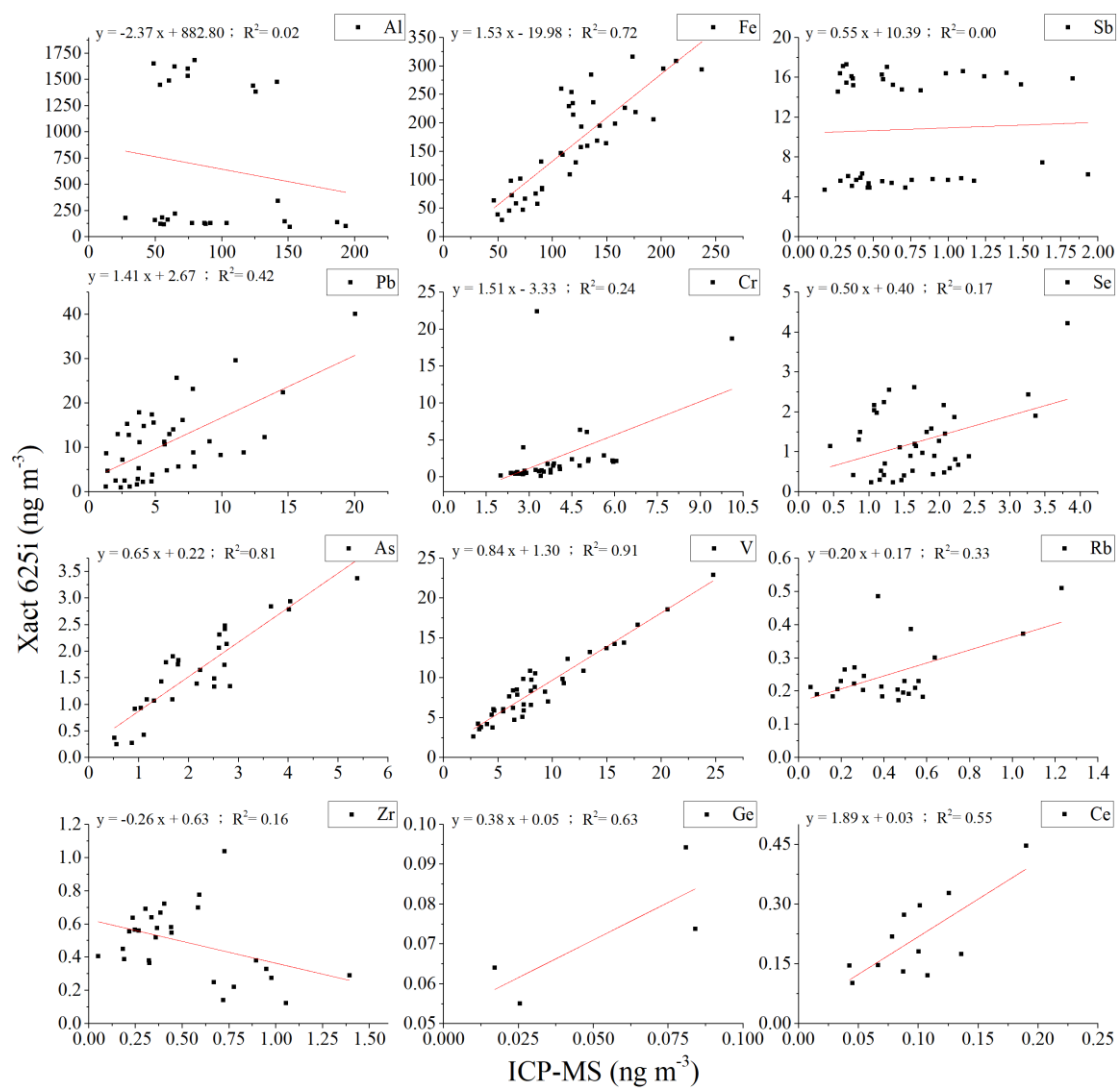 y = -2.37 x + 882.80 ; R²= 0.02
Al
1750
1500
1250
1000
750
500
250
0
0 50 100 150 200
y = 1.53 x - 19.98 ; R²= 0.72
Fe
350
300
250
200
150
100
50
0
0 50 100 150 200 250
y = 0.55 x + 10.39 ; R²= 0.00
Sb
20
15
10
5
0
0.00 0.25 0.50 0.75 1.00 1.25 1.50 1.75 2.00
y = 1.41 x + 2.67 ; R²= 0.42
Pb
40
30
20
10
0
0 5 10 15 20
y = 1.51 x - 3.33 ; R²= 0.24
Cr
25
20
15
10
5
0
0.0 1.5 3.0 4.5 6.0 7.5 9.0 10.5
y = 0.50 x + 0.40 ; R²= 0.17
Se
5
4
3
2
1
0
0.0 0.5 1.0 1.5 2.0 2.5 3.0 3.5 4.0
Xact 625i (ng m⁻³)
y = 0.65 x + 0.22 ; R²=0.81
As
3.5
3.0
2.5
2.0
1.5
1.0
0.5
0.0
0 1 2 3 4 5 6
y = 0.84 x + 1.30 ; R²= 0.91
V
25
20
15
10
5
0
0 5 10 15 20 25
y =0.20 x + 0.17 ; R²= 0.33
Rb
0.6
0.5
0.4
0.3
0.2
0.1
0.0
0.0 0.2 0.4 0.6 0.8 1.0 1.2 1.4
y = -0.26 x + 0.63 ; R²= 0.16
Zr
1.2
1.0
0.8
0.6
0.4
0.2
0.0
0.00 0.25 0.50 0.75 1.00 1.25 1.50
y = 0.38 x + 0.05 ; R²= 0.63
Ge
0.10
0.09
0.08
0.07
0.06
0.05
0.000 0.025 0.050 0.075 0.100
y = 1.89 x + 0.03 ; R²= 0.55
Ce
0.45
0.30
0.15
0.00
0.00 0.05 0.10 0.15 0.20 0.25
ICP-MS (ng m⁻³)